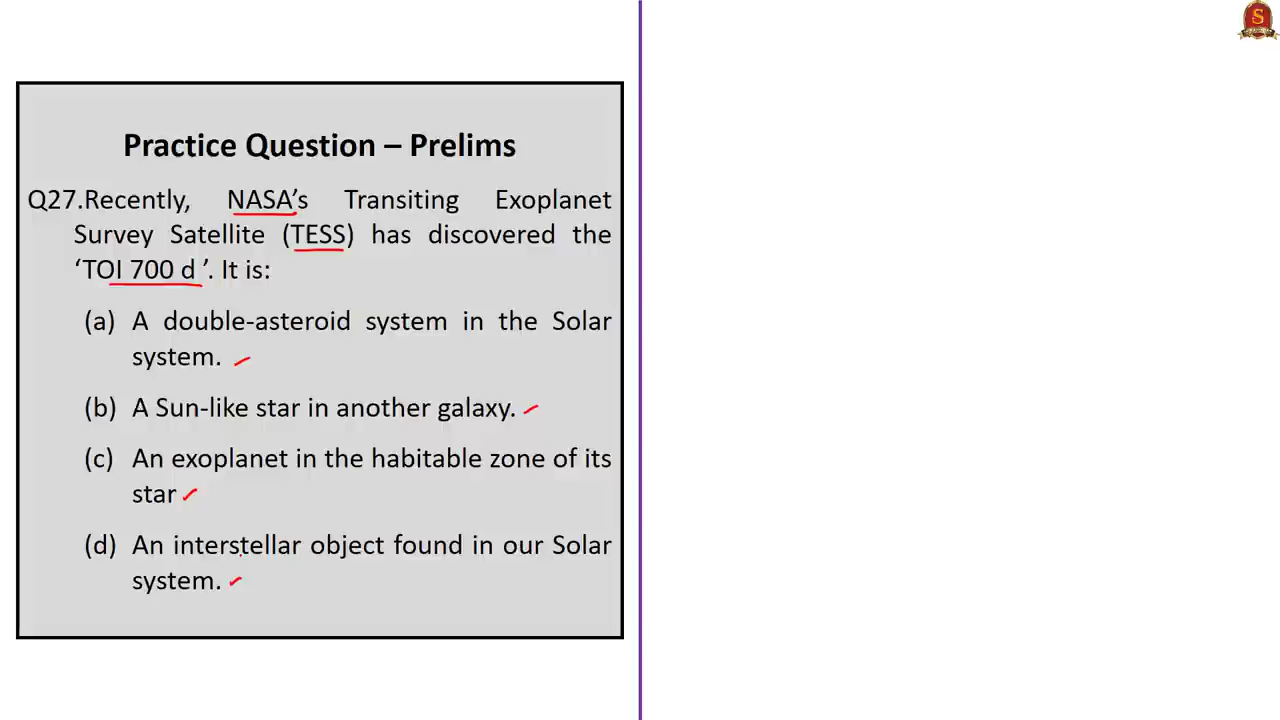 Practice Question – Prelims
Q27.Recently, NASA’s Transiting Exoplanet
Survey Satellite (TESS) has discovered the
‘TOI 700 d ’. It is:
(a) A double-asteroid system in the Solar
system.
(b) A Sun-like star in another galaxy.
(c) An exoplanet in the habitable zone of its
star
(d) An interstellar object found in our Solar
system.
S